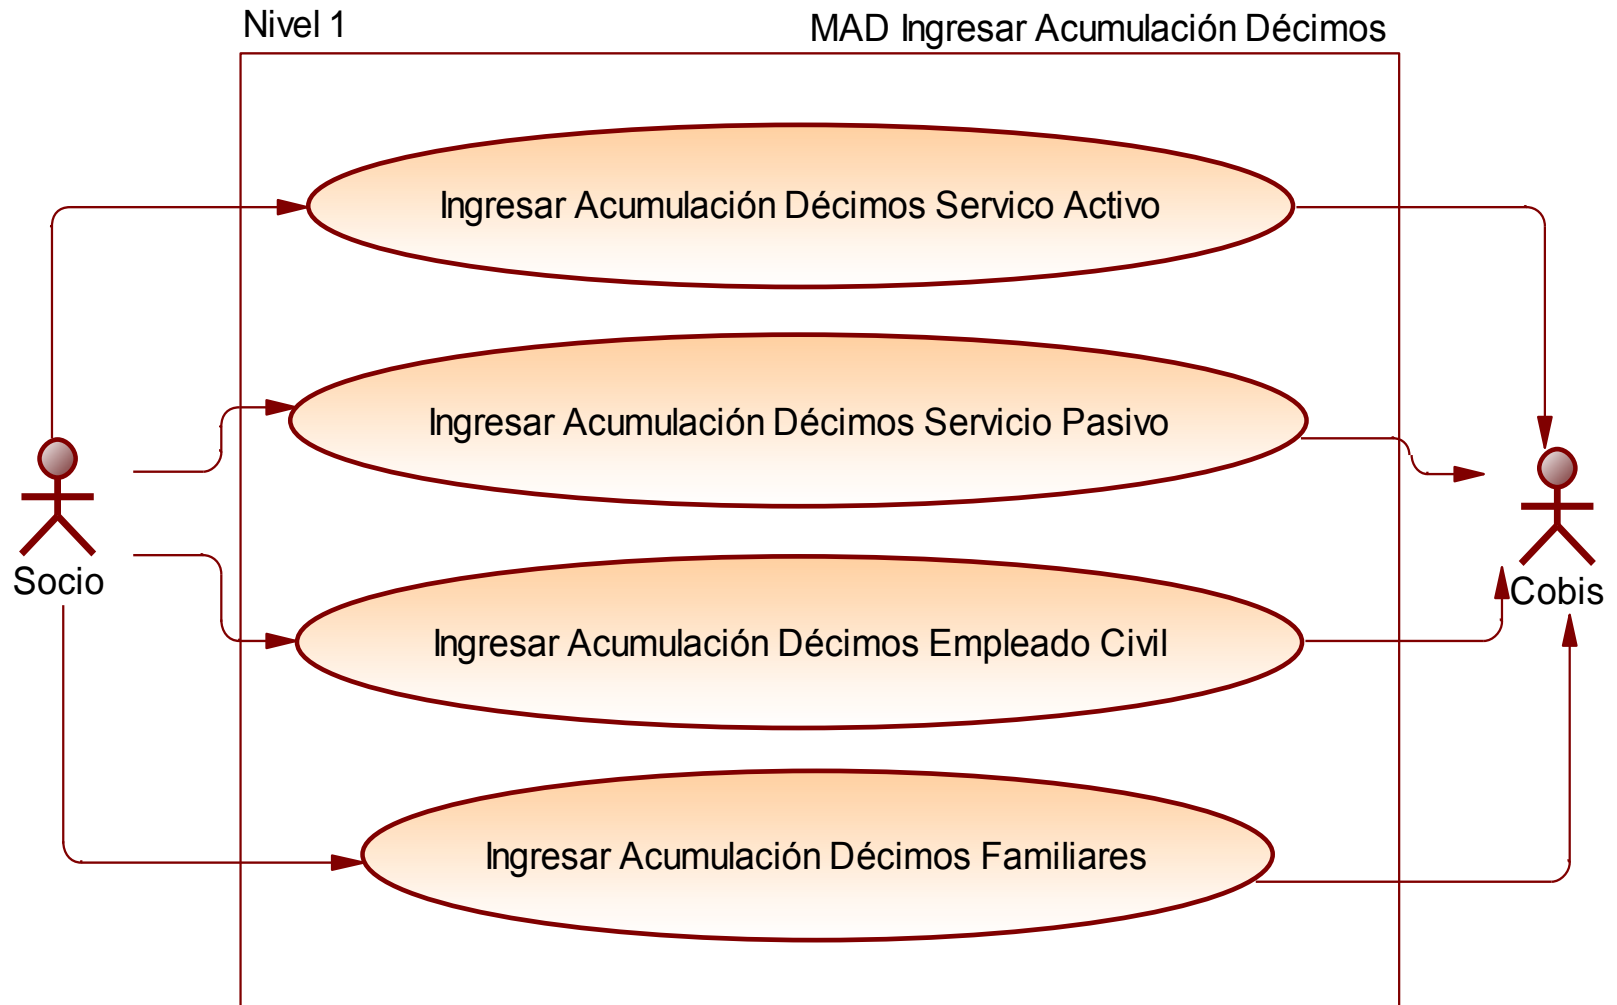 Nivel 1
MAD Ingresar Acumulación Décimos
Ingresar Acumulación Décimos Servico Activo
Ingresar Acumulación Décimos Servicio Pasivo
Socio
Cobis
Ingresar Acumulación Décimos Empleado Civil
Ingresar Acumulación Décimos Familiares